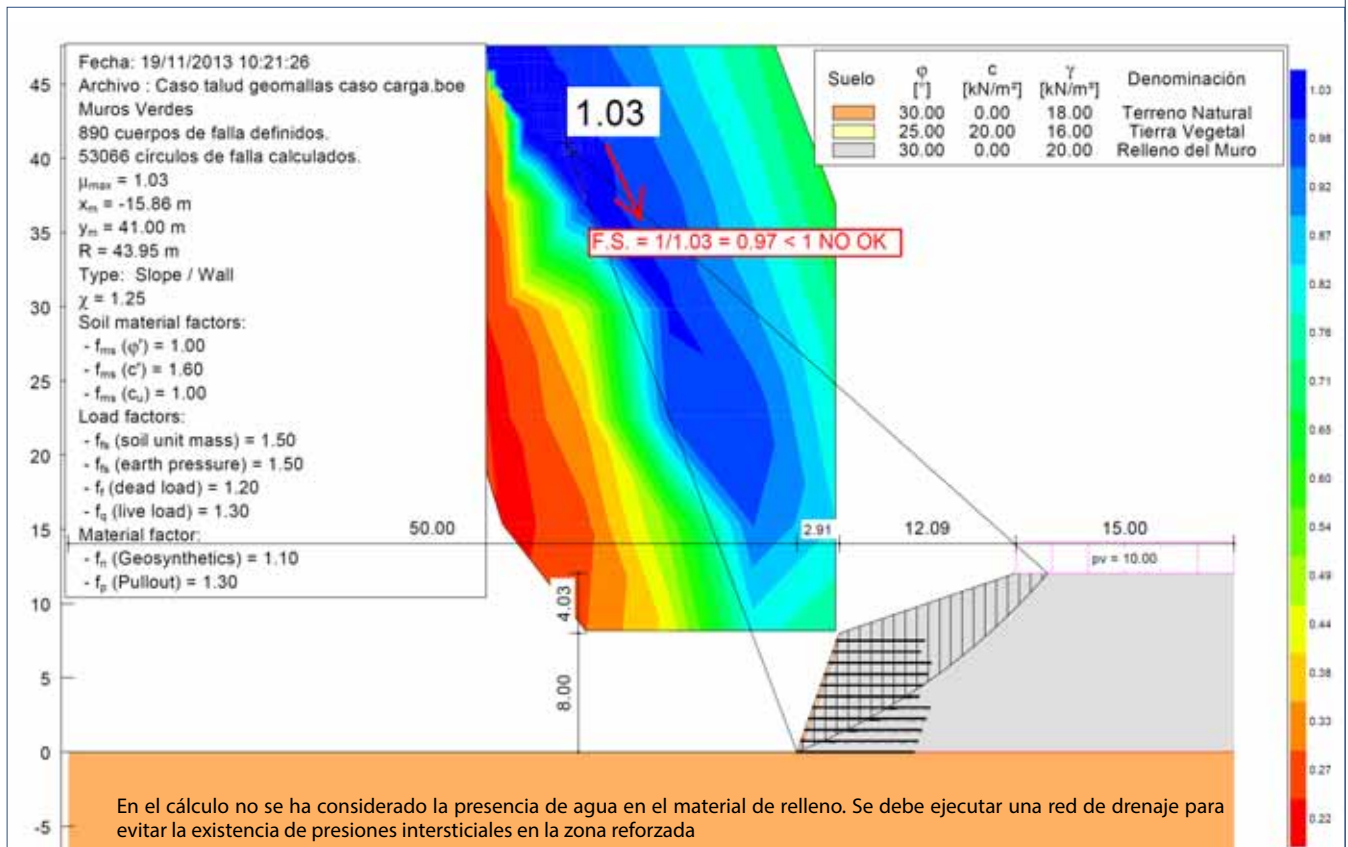 Fecha: 19/11/2013 10:21:26
Archivo : Caso talud geomallas caso carga.boe
Muros Verdes
890 cuerpos de falla definidos.
53066 círculos de falla calculados.
μmax = 1.03
xm = -15.86 m
ym = 41.00 m
R = 43.95 m
Type: Slope / Wall
χ = 1.25
Soil material factors:
- fms (φ') = 1.00
- fms (c') = 1.60
- fms (cu) = 1.00
Load factors:
- ffs (soil unit mass) = 1.50
- ffs (earth pressure) = 1.50
- ff (dead load) = 1.20
- fq (live load) = 1.30
Material factor:
- fn (Geosynthetics) = 1.10
- fp (Pullout) = 1.30
1.03
F.S. = 1/1.03 = 0.97 < 1 NO OK
Suelo φ [°] c [kN/m²] γ [kN/m³] Denominación
30.00 0.00 18.00 Terreno Natural
25.00 20.00 16.00 Tierra Vegetal
30.00 0.00 20.00 Relleno del Muro
45
40
35
30
25
20
15
10
5
0
-5
50.00
2.91
12.09
15.00
pv = 10.00
4.03
8.00
1.03
0.98
0.92
0.87
0.82
0.76
0.71
0.65
0.60
0.54
0.49
0.44
0.38
0.33
0.27
0.22
En el cálculo no se ha considerado la presencia de agua en el material de relleno. Se debe ejecutar una red de drenaje para
evitar la existencia de presiones intersticiales en la zona reforzada